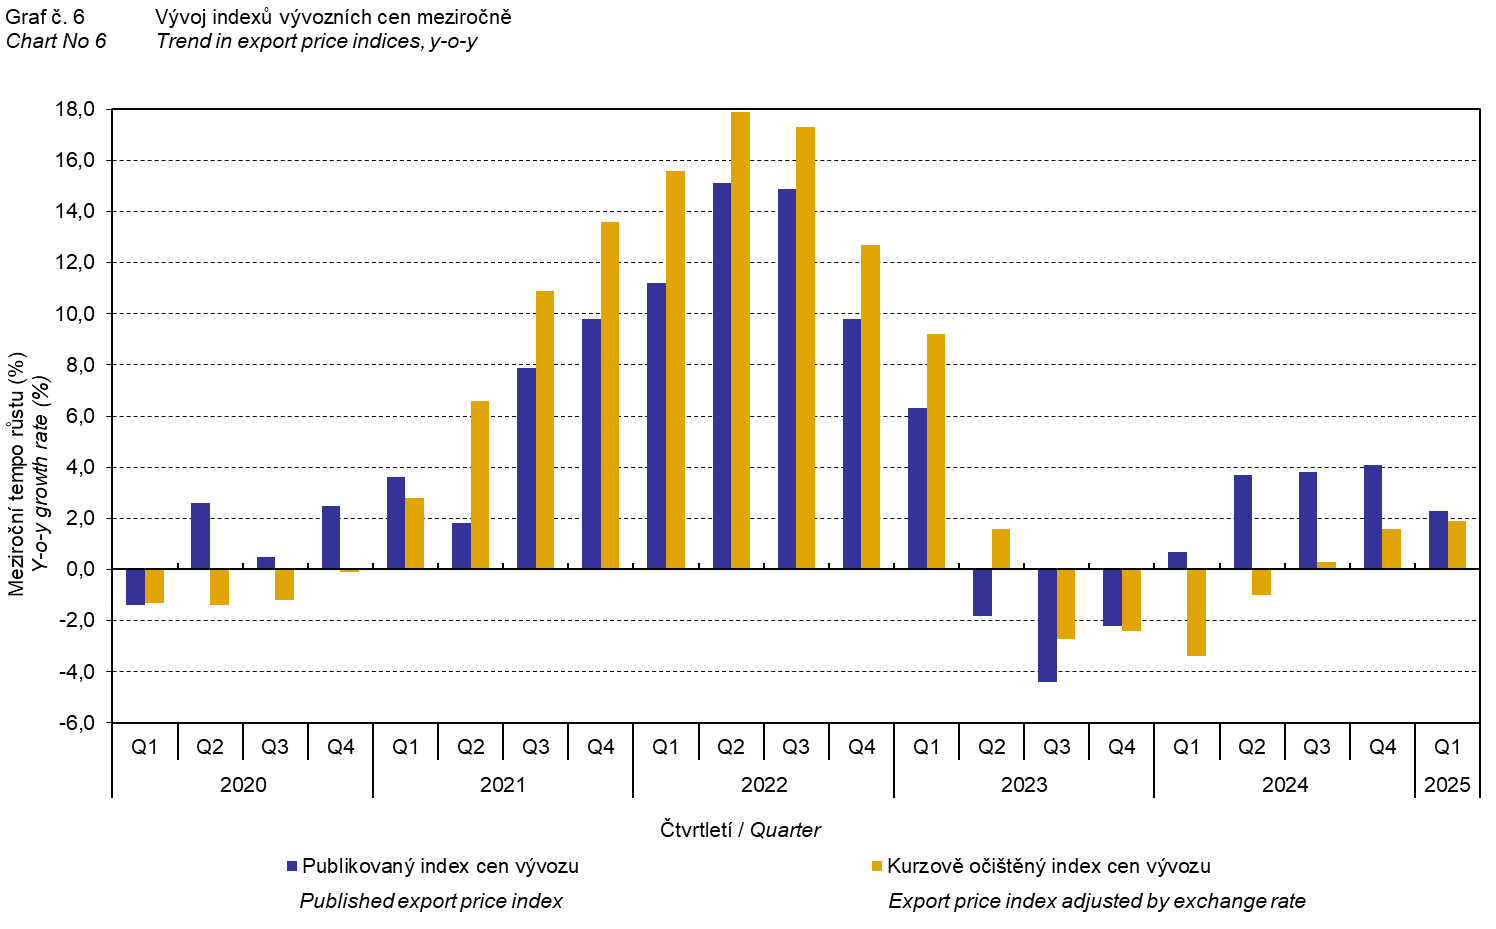 Graf č. 6 Vývoj indexů vývozních cen meziročně
Chart No 6 Trend in export price indices, y-o-y
Meziroční tempo růstu (%)
Y-o-y growth rate (%)
18,0
16,0
14,0
12,0
10,0
8,0
6,0
4,0
2,0
0,0
-2,0
-4,0
-6,0
Q1 Q2 Q3 Q4 Q1 Q2 Q3 Q4 Q1 Q2 Q3 Q4 Q1 Q2 Q3 Q4 Q1 Q2 Q3 Q4 Q1
2020 2021 2022 2023 2024 2025
Čtvrtletí / Quarter
Publikovaný index cen vývozu Kurzově očištěný index cen vývozu
Published export price index Export price index adjusted by exchange rate